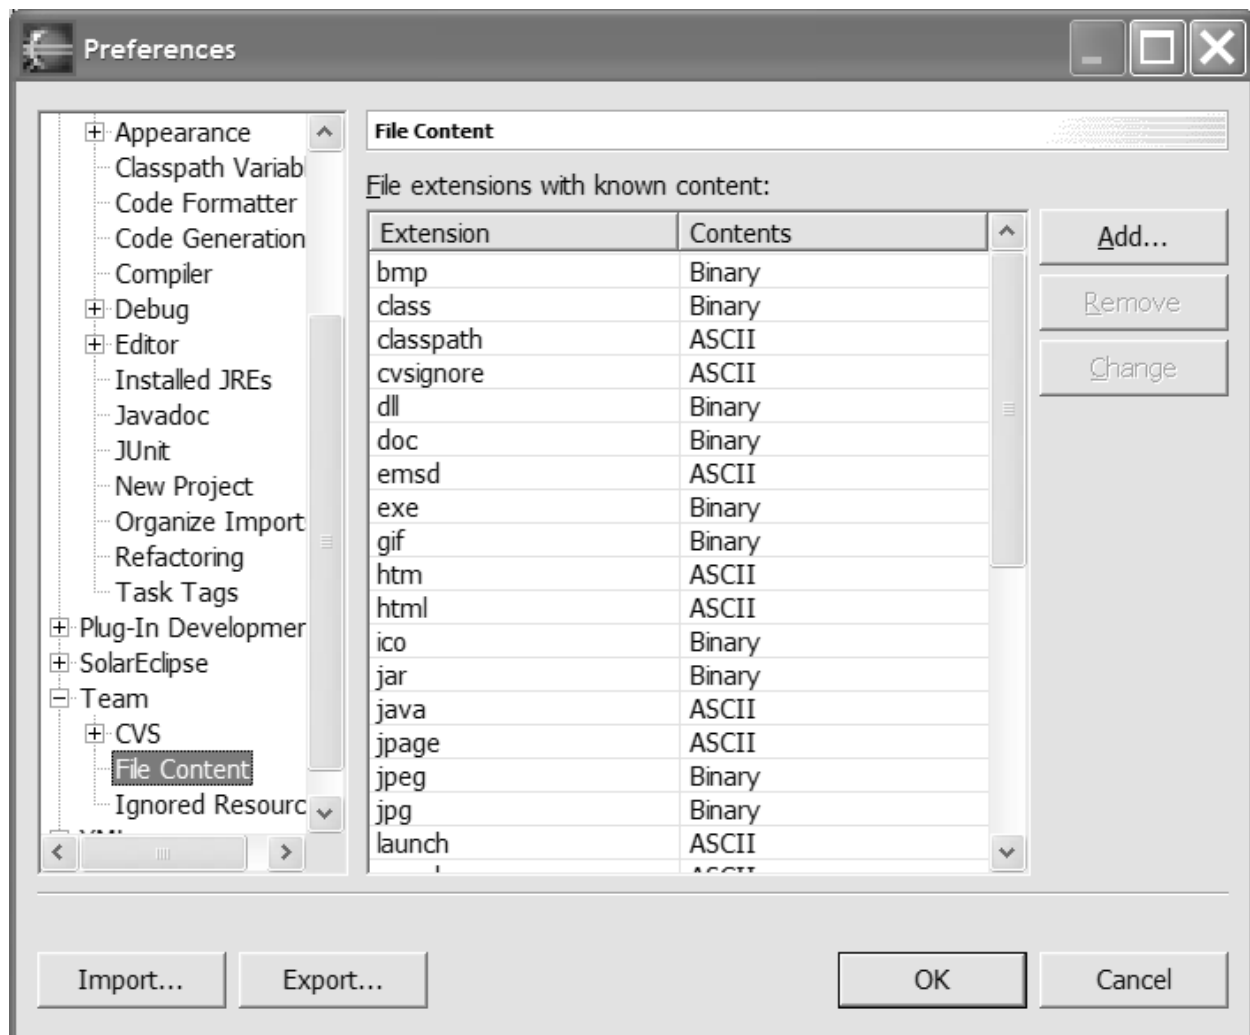 Preferences
Appearance
Classpath Variabl
Code Formatter
Code Generation
Compiler
Debug
Editor
Installed JREs
Javadoc
JUnit
New Project
Organize Import
Refactoring
Task Tags
Plug-In Developmer
SolarEclipse
Team
CVS
File Content
Ignored Resourc
File Content
File extensions with known content:
Extension Contents
bmp Binary
class Binary
classpath ASCII
cvsignore ASCII
dll Binary
doc Binary
emsd ASCII
exe Binary
gif Binary
htm ASCII
html ASCII
ico Binary
jar Binary
java ASCII
jpage ASCII
jpeg Binary
jpg Binary
launch ASCII
ASCII
Add...
Remove
Change
Import... Export... OK Cancel